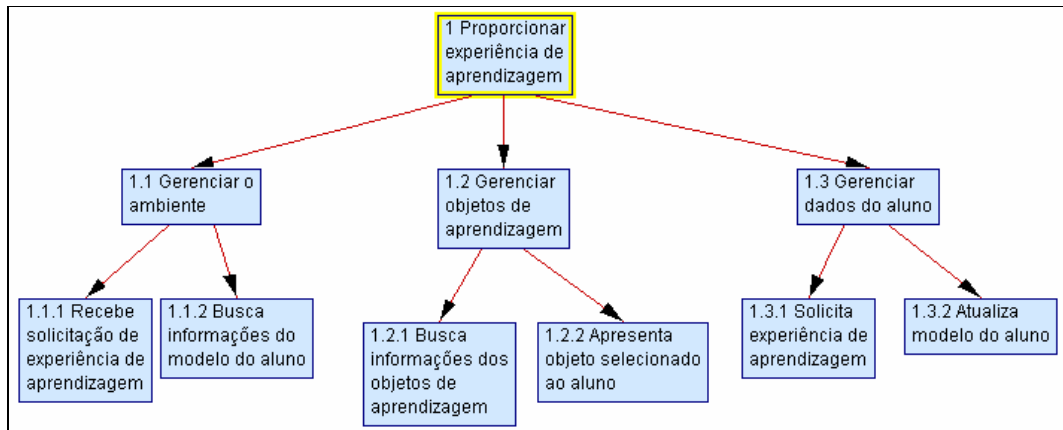 1 Proporcionar
experiência de
aprendizagem
1.1 Gerenciar o
ambiente
1.2 Gerenciar
objetos de
aprendizagem
1.3 Gerenciar
dados do aluno
1.1.1 Recebe
solicitação de
experiência de
aprendizagem
1.1.2 Busca
informações do
modelo do aluno
1.2.1 Busca
informações dos
objetos de
aprendizagem
1.2.2 Apresenta
objeto selecionado
ao aluno
1.3.1 Solicita
experiência de
aprendizagem
1.3.2 Atualiza
modelo do aluno